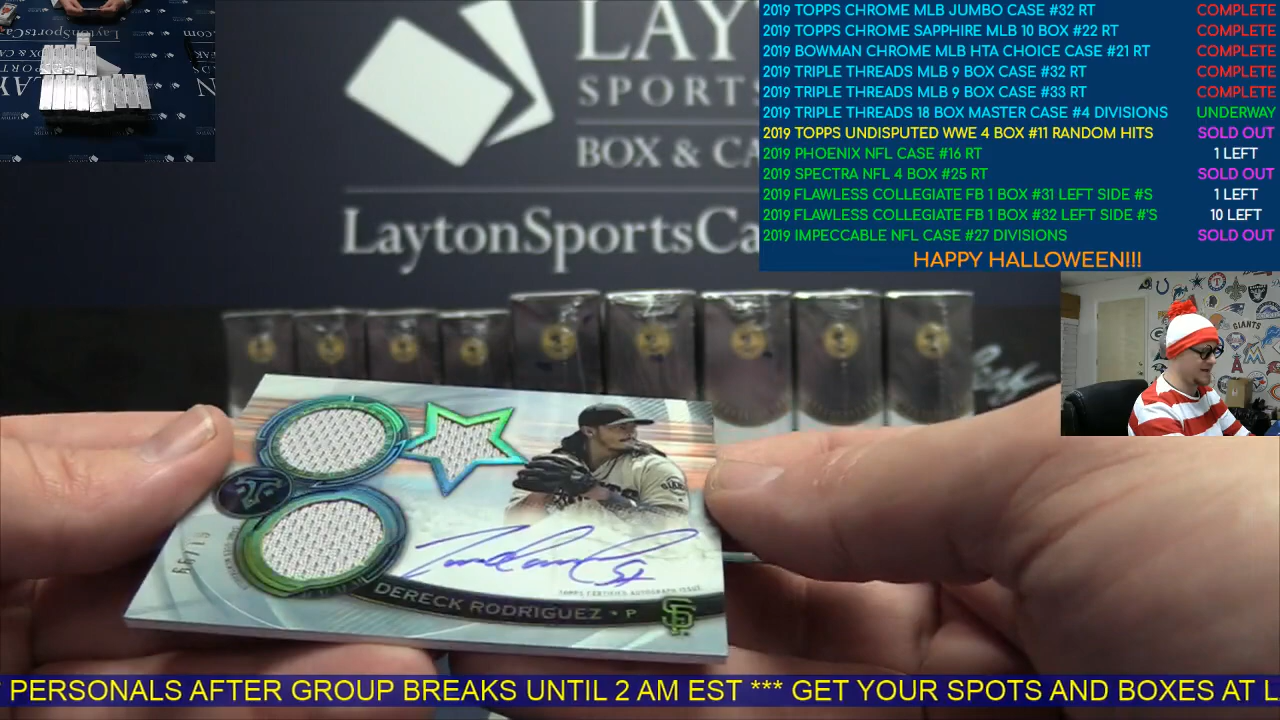 LAY
SPORTS
BOX & CA
LaytonSportsCa
2019 TOPPS CHROME MLB JUMBO CASE #32 RT COMPLETE
2019 TOPPS CHROME SAPPHIRE MLB 10 BOX #22 RT COMPLETE
2019 BOWMAN CHROME MLB HTA CHOICE CASE #21 RT COMPLETE
2019 TRIPLE THREADS MLB 9 BOX CASE #32 RT COMPLETE
2019 TRIPLE THREADS MLB 9 BOX CASE #33 RT COMPLETE
2019 TRIPLE THREADS 18 BOX MASTER CASE #4 DIVISIONS UNDERWAY
2019 TOPPS UNDISPUTED WWE 4 BOX #11 RANDOM HITS SOLD OUT
2019 PHOENIX NFL CASE #16 RT 1 LEFT
2019 SPECTRA NFL 4 BOX #25 RT SOLD OUT
2019 FLAWLESS COLLEGIATE FB 1 BOX #31 LEFT SIDE #S 1 LEFT
2019 FLAWLESS COLLEGIATE FB 1 BOX #32 LEFT SIDE #'S 10 LEFT
2019 IMPECCABLE NFL CASE #27 DIVISIONS SOLD OUT
HAPPY HALLOWEEN!!!
GIANTS
TOPPS CERTIFIED AUTOGRAPH ISSUE
DERECK RODRIGUEZ • P
SF
PERSONALS AFTER GROUP BREAKS UNTIL 2 AM EST *** GET YOUR SPOTS AND BOXES AT L